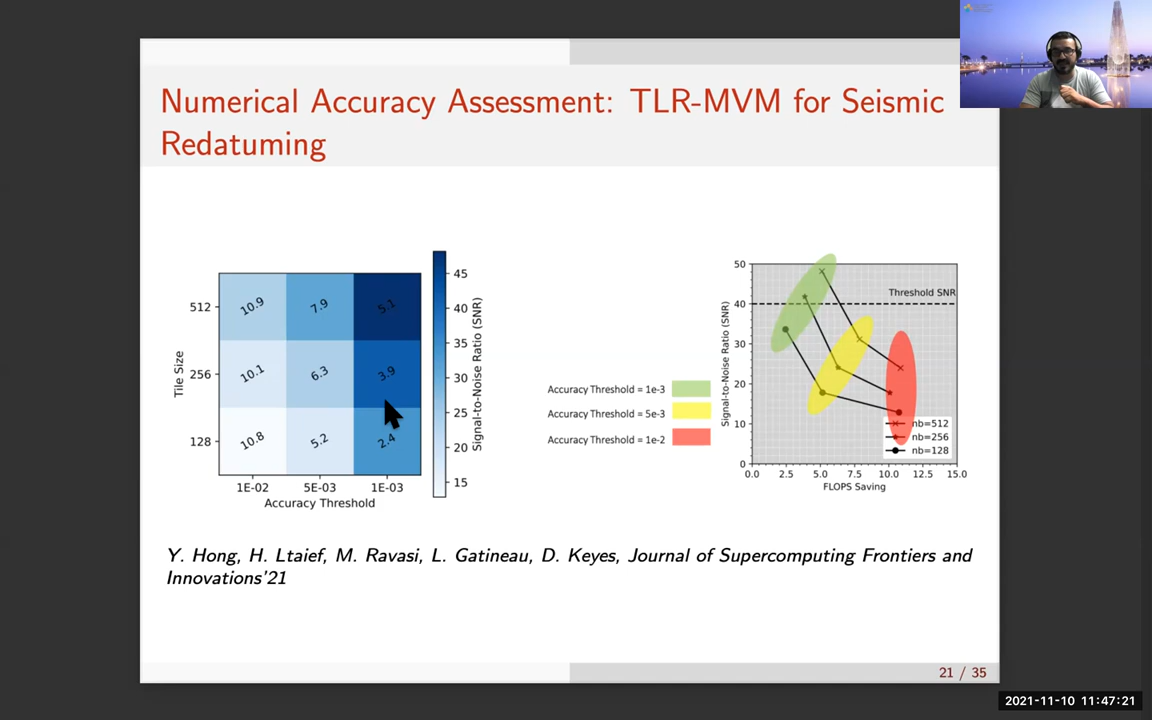 Numerical Accuracy Assessment: TLR-MVM for Seismic
Redatuming
512
256
128
10.9
7.9
5.1
10.1
6.3
3.9
10.8
5.2
2.4
1E-02
5E-03
1E-03
Tile Size
Accuracy Threshold
45
40
35
30
25
20
15
Signal-to-Noise Ratio (SNR)
Accuracy Threshold = 1e-3
Accuracy Threshold = 5e-3
Accuracy Threshold = 1e-2
50
40
30
20
10
0
Signal-to-Noise Ratio (SNR)
Threshold SNR
nb=512
nb=256
nb=128
0.0
2.5
5.0
7.5
10.0
12.5
15.0
FLOPS Saving
Y. Hong, H. Ltaief, M. Ravasi, L. Gatineau, D. Keyes, Journal of Supercomputing Frontiers and
Innovations'21
21 / 35
2021-11-10 11:47:21